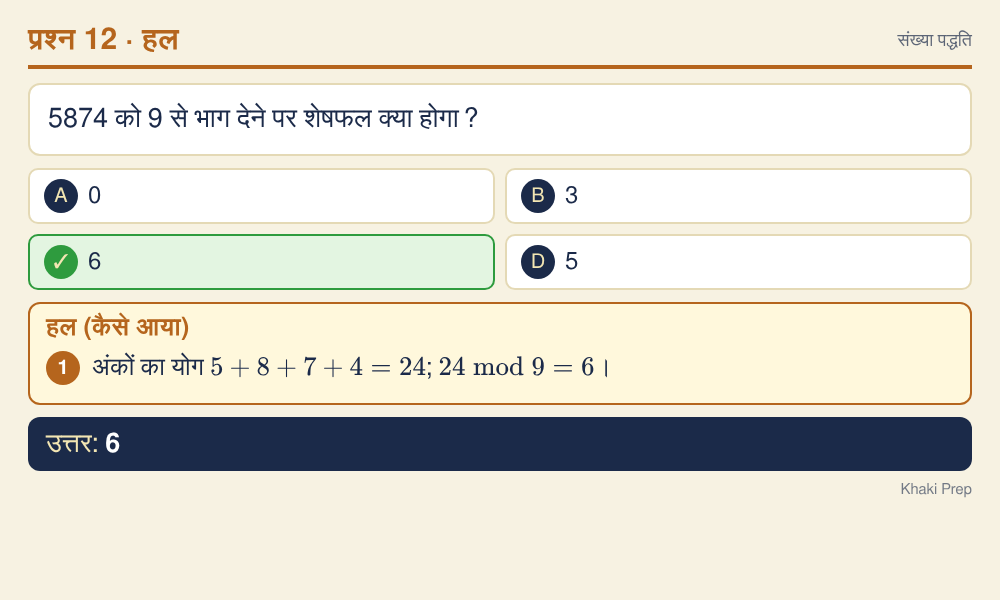 प्रश्न 12 · हल
संख्या पद्धति
5874 को 9 से भाग देने पर शेषफल क्या होगा ?
A 0
B 3
✓ 6
D 5
हल (कैसे आया)
1 अंकों का योग 5 + 8 + 7 + 4 = 24; 24 mod 9 = 6।
उत्तर: 6
Khaki Prep